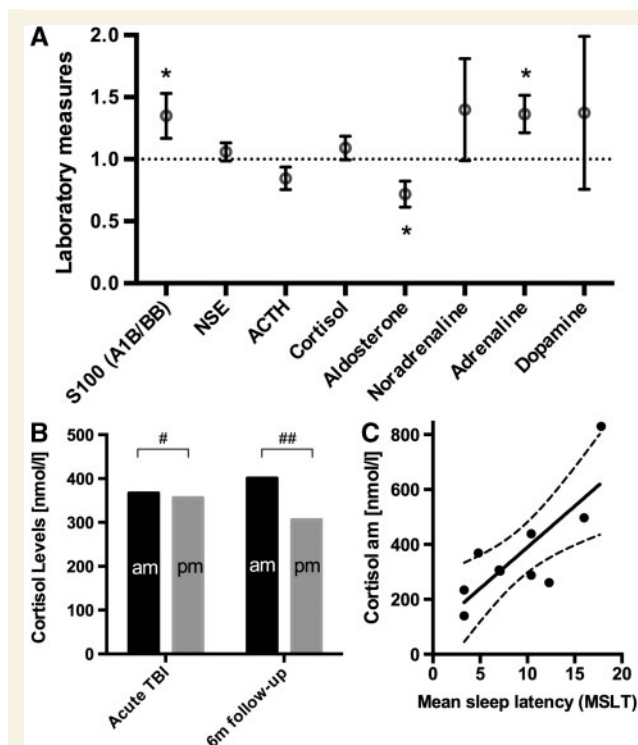 A
Laboratory measures
2.0
1.5
1.0
0.5
0.0
*
*
*
S100 (A1B/BB)
NSE
ACTH
Cortisol
Aldosterone
Noradrenaline
Adrenaline
Dopamine
B
Cortisol Levels [nmol/l]
500
400
300
200
100
0
#
##
am
pm
am
pm
Acute TBI
6m follow-up
C
Cortisol am [nmol/l]
800
600
400
200
0
0 5 10 15 20
Mean sleep latency (MSLT)